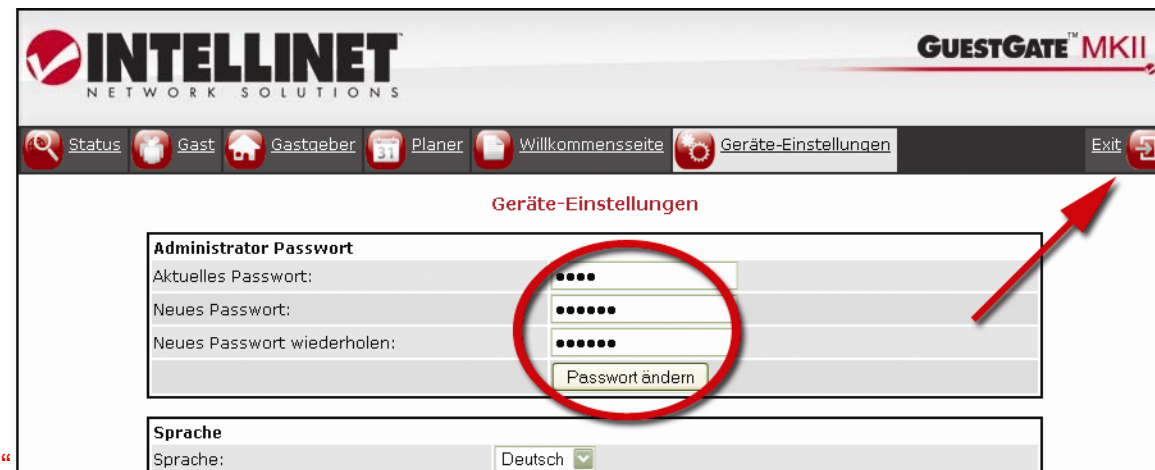 INTELLINET
NETWORK SOLUTIONS
GUESTGATE™ MKII
Status Gast Gastgeber 31 Planer Willkommensseite Geräte-Einstellungen Exit
Geräte-Einstellungen
Administrator Passwort
Aktuelles Passwort: ••••
Neues Passwort: ••••••
Neues Passwort wiederholen: ••••••
Passwort ändern
Sprache
“ Sprache: Deutsch